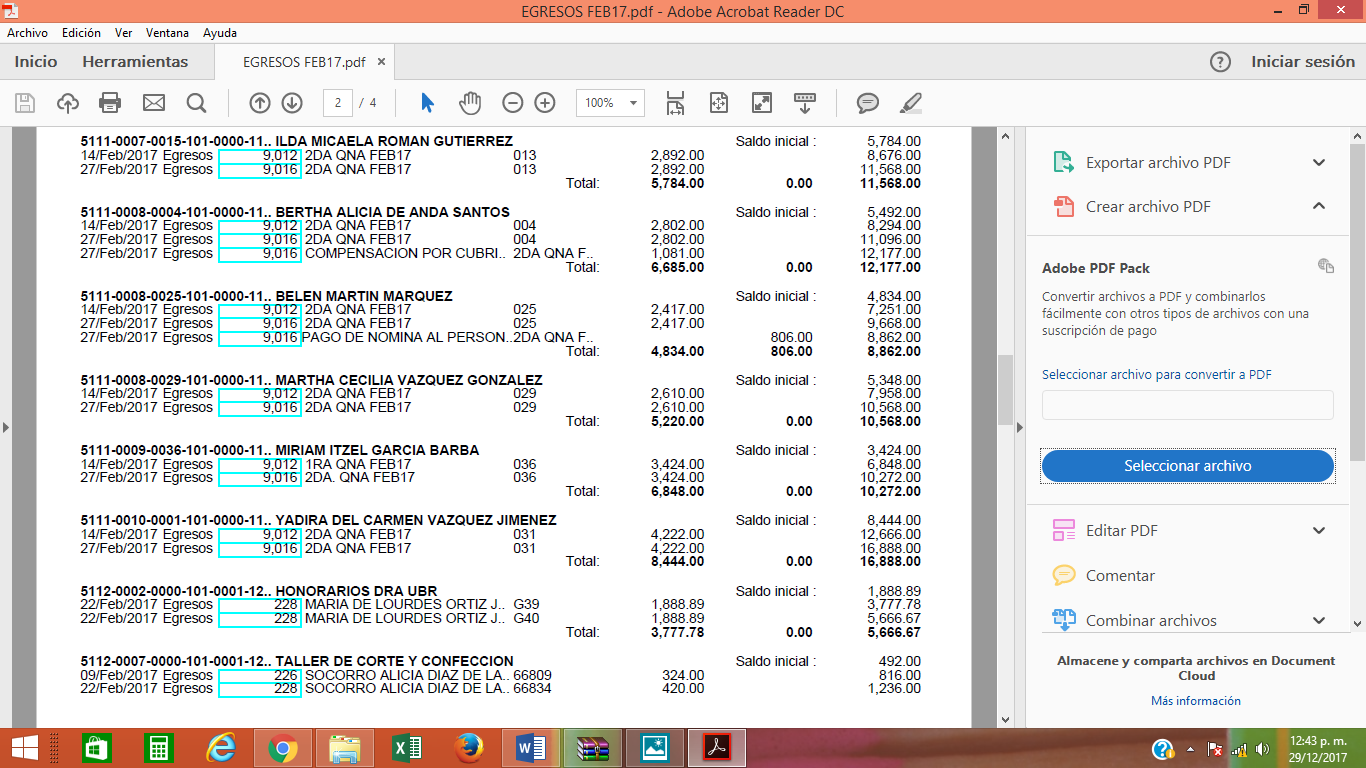 EGRESOS FEB17.pdf - Adobe Acrobat Reader DC
Archivo Edición Ver Ventana Ayuda
Inicio Herramientas EGRESOS FEB17.pdf × ? Iniciar sesión
2 / 4 100%
5111-0007-0015-101-0000-11.. ILDA MICAELA ROMAN GUTIERREZ Saldo inicial : 5,784.00
14/Feb/2017 Egresos 9,012 2DA QNA FEB17 013 2,892.00 8,676.00
27/Feb/2017 Egresos 9,016 2DA QNA FEB17 013 2,892.00 11,568.00
Total: 5,784.00 0.00 11,568.00
5111-0008-0004-101-0000-11.. BERTHA ALICIA DE ANDA SANTOS Saldo inicial : 5,492.00
14/Feb/2017 Egresos 9,012 2DA QNA FEB17 004 2,802.00 8,294.00
27/Feb/2017 Egresos 9,016 2DA QNA FEB17 004 2,802.00 11,096.00
27/Feb/2017 Egresos 9,016 COMPENSACION POR CUBRI.. 2DA QNA F.. 1,081.00 12,177.00
Total: 6,685.00 0.00 12,177.00
5111-0008-0025-101-0000-11.. BELEN MARTIN MARQUEZ Saldo inicial : 4,834.00
14/Feb/2017 Egresos 9,012 2DA QNA FEB17 025 2,417.00 7,251.00
27/Feb/2017 Egresos 9,016 2DA QNA FEB17 025 2,417.00 9,668.00
27/Feb/2017 Egresos 9,016 PAGO DE NOMINA AL PERSON.. 2DA QNA F.. 806.00 8,862.00
Total: 4,834.00 806.00 8,862.00
5111-0008-0029-101-0000-11.. MARTHA CECILIA VAZQUEZ GONZALEZ Saldo inicial : 5,348.00
14/Feb/2017 Egresos 9,012 2DA QNA FEB17 029 2,610.00 7,958.00
27/Feb/2017 Egresos 9,016 2DA QNA FEB17 029 2,610.00 10,568.00
Total: 5,220.00 0.00 10,568.00
5111-0009-0036-101-0000-11.. MIRIAM ITZEL GARCIA BARBA Saldo inicial : 3,424.00
14/Feb/2017 Egresos 9,012 1RA QNA FEB17 036 3,424.00 6,848.00
27/Feb/2017 Egresos 9,016 2DA. QNA FEB17 036 3,424.00 10,272.00
Total: 6,848.00 0.00 10,272.00
5111-0010-0001-101-0000-11.. YADIRA DEL CARMEN VAZQUEZ JIMENEZ Saldo inicial : 8,444.00
14/Feb/2017 Egresos 9,012 2DA QNA FEB17 031 4,222.00 12,666.00
27/Feb/2017 Egresos 9,016 2DA QNA FEB17 031 4,222.00 16,888.00
Total: 8,444.00 0.00 16,888.00
5112-0002-0000-101-0001-12.. HONORARIOS DRA UBR Saldo inicial : 1,888.89
22/Feb/2017 Egresos 228 MARIA DE LOURDES ORTIZ J.. G39 1,888.89 3,777.78
22/Feb/2017 Egresos 228 MARIA DE LOURDES ORTIZ J.. G40 1,888.89 5,666.67
Total: 3,777.78 0.00 5,666.67
5112-0007-0000-101-0001-12.. TALLER DE CORTE Y CONFECCION Saldo inicial : 492.00
09/Feb/2017 Egresos 226 SOCORRO ALICIA DIAZ DE LA.. 66809 324.00 816.00
22/Feb/2017 Egresos 228 SOCORRO ALICIA DIAZ DE LA.. 66834 420.00 1,236.00
Exportar archivo PDF
Crear archivo PDF
Adobe PDF Pack
Convertir archivos a PDF y combinarlos
fácilmente con otros tipos de archivos con una
suscripción de pago
Seleccionar archivo para convertir a PDF
Seleccionar archivo
Editar PDF
Comentar
Combinar archivos
Almacene y comparta archivos en Document
Cloud
Más información
12:43 p. m.
29/12/2017